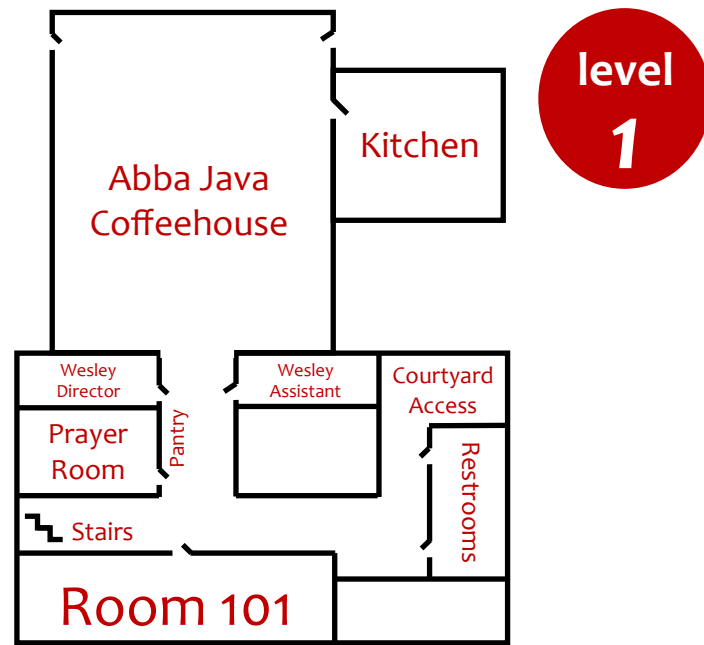 level
1
Kitchen
Abba Java
Coffeehouse
Wesley
Director
Wesley
Assistant
Courtyard
Access
Prayer
Room
Pantry
Restrooms
Stairs
Room 101